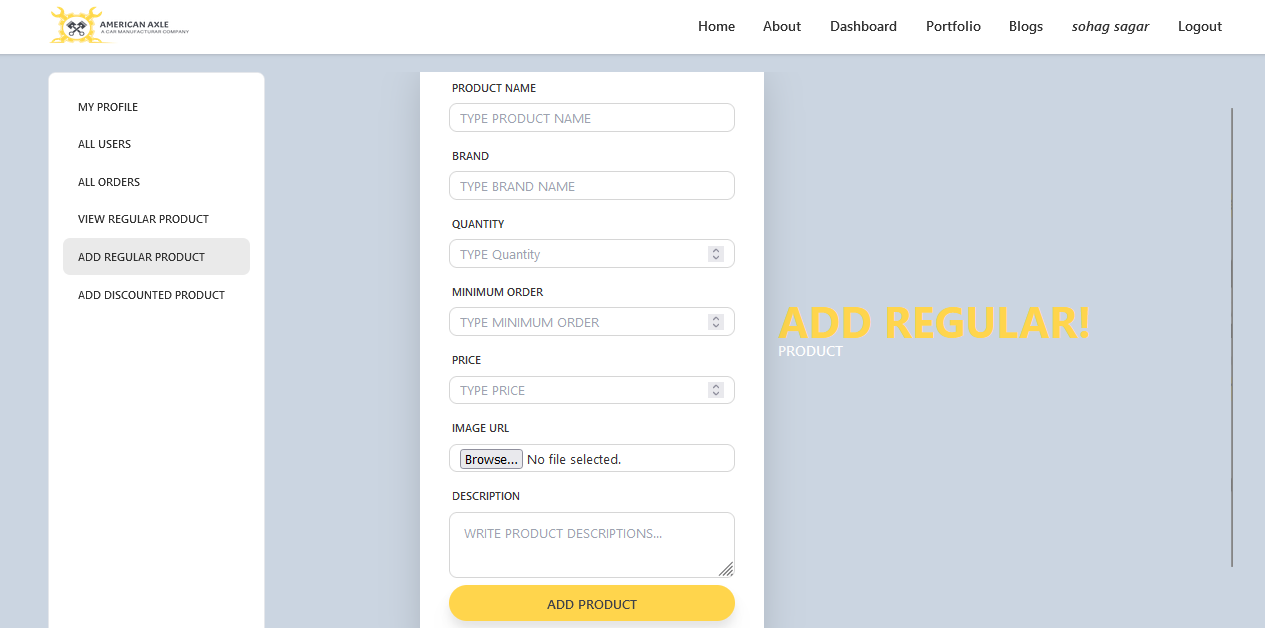 AMERICAN AXLE
A CAR MANUFACTURAR COMPANY
Home About Dashboard Portfolio Blogs sohag sagar Logout
MY PROFILE
ALL USERS
ALL ORDERS
VIEW REGULAR PRODUCT
ADD REGULAR PRODUCT
ADD DISCOUNTED PRODUCT
PRODUCT NAME
TYPE PRODUCT NAME
BRAND
TYPE BRAND NAME
QUANTITY
TYPE Quantity
MINIMUM ORDER
TYPE MINIMUM ORDER
PRICE
TYPE PRICE
IMAGE URL
Browse... No file selected.
DESCRIPTION
WRITE PRODUCT DESCRIPTIONS...
ADD PRODUCT
ADD REGULAR!
PRODUCT